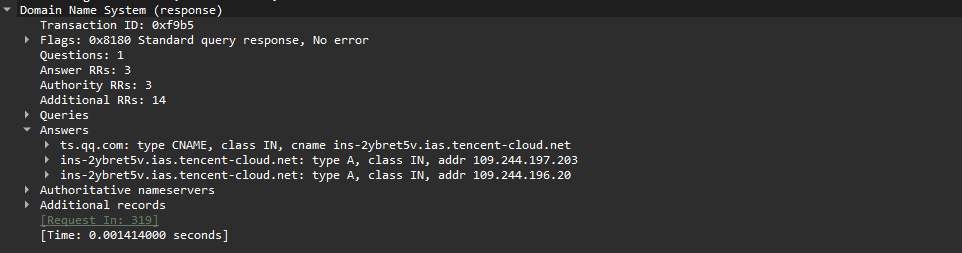 Domain Name System (response)
Transaction ID: 0xf9b5
Flags: 0x8180 Standard query response, No error
Questions: 1
Answer RRs: 3
Authority RRs: 3
Additional RRs: 14
Queries
Answers
ts.qq.com: type CNAME, class IN, cname ins-2ybret5v.ias.tencent-cloud.net
ins-2ybret5v.ias.tencent-cloud.net: type A, class IN, addr 109.244.197.203
ins-2ybret5v.ias.tencent-cloud.net: type A, class IN, addr 109.244.196.20
Authoritative nameservers
Additional records
[Request In: 319]
[Time: 0.001414000 seconds]